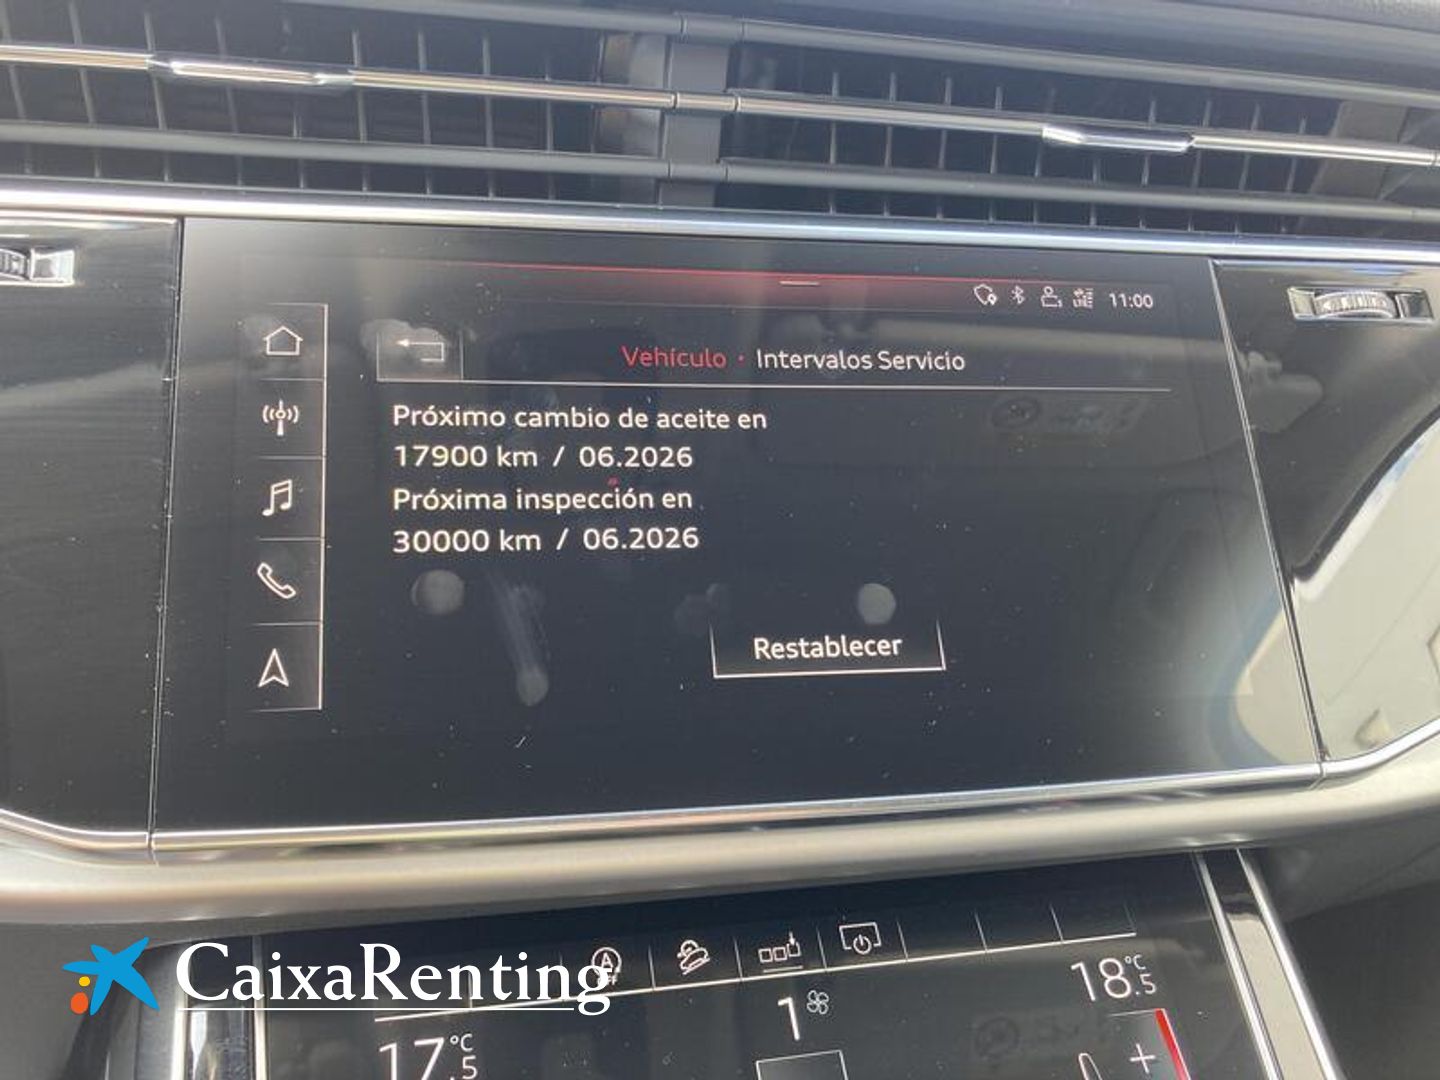 11:00
Vehículo · Intervalos Servicio
Próximo cambio de aceite en
17900 km / 06.2026
Próxima inspección en
30000 km / 06.2026
Restablecer
CaixaRenting
17.5 °C
1
18.5 °C